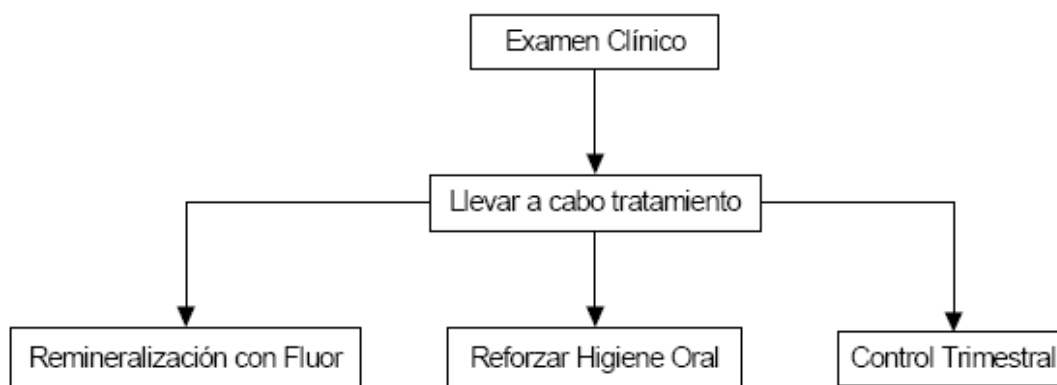 Examen Clínico
Llevar a cabo tratamiento
Remineralización con Fluor
Reforzar Higiene Oral
Control Trimestral